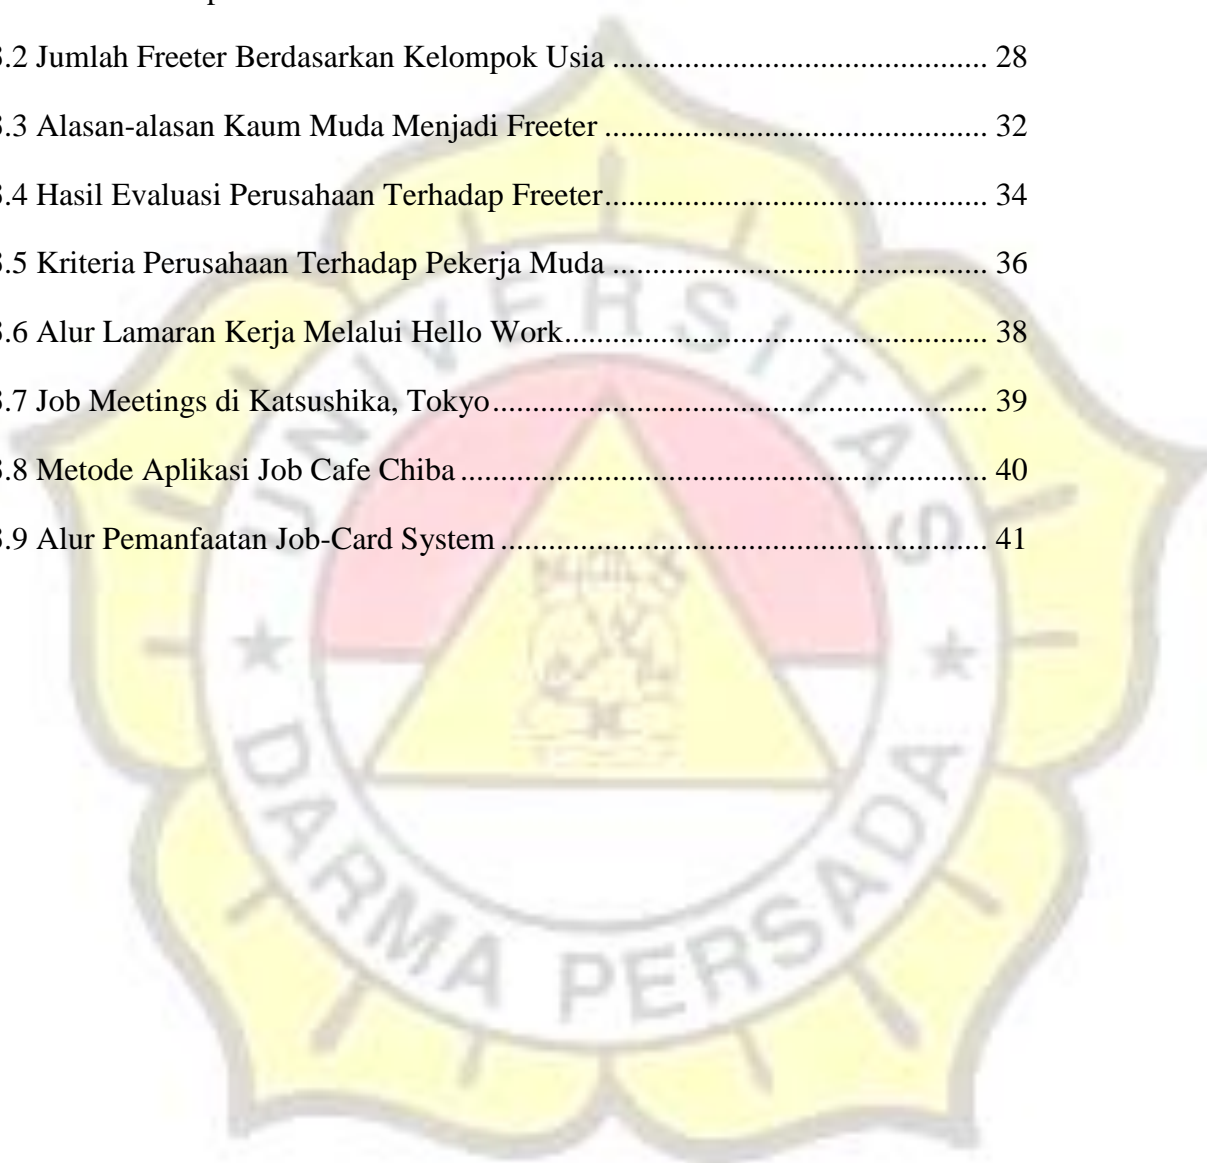 3.2 Jumlah Freeter Berdasarkan Kelompok Usia ............................................... 28
3.3 Alasan-alasan Kaum Muda Menjadi Freeter ................................................ 32
3.4 Hasil Evaluasi Perusahaan Terhadap Freeter................................................ 34
3.5 Kriteria Perusahaan Terhadap Pekerja Muda ............................................... 36
3.6 Alur Lamaran Kerja Melalui Hello Work..................................................... 38
3.7 Job Meetings di Katsushika, Tokyo.............................................................. 39
3.8 Metode Aplikasi Job Cafe Chiba .................................................................. 40
3.9 Alur Pemanfaatan Job-Card System ............................................................. 41
UNIVERSITAS
DARMA PERSADA